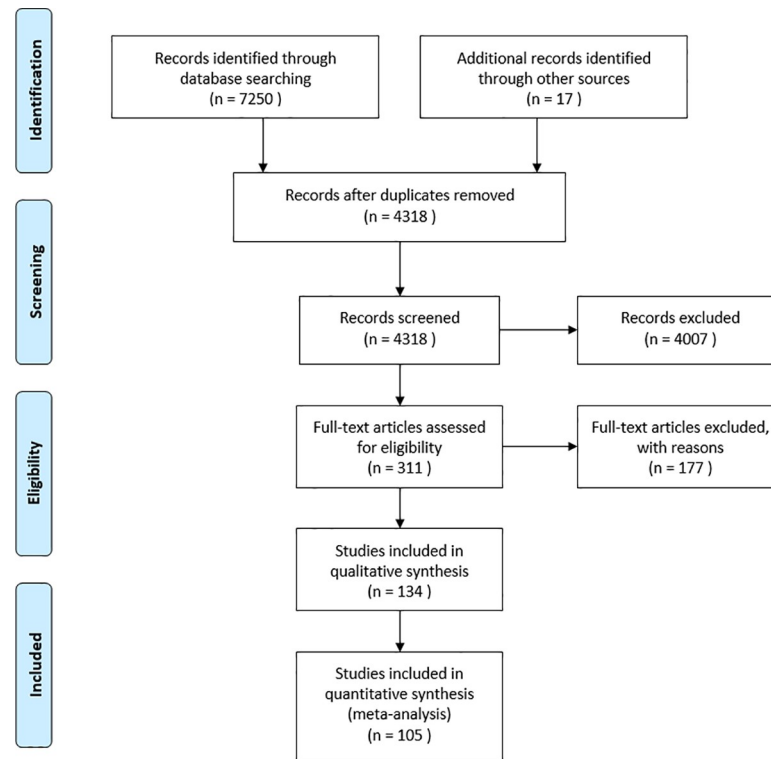 Identification
Records identified through
database searching
(n = 7250 )
Additional records identified
through other sources
(n = 17 )
Records after duplicates removed
(n = 4318 )
Screening
Records screened
(n = 4318 )
Records excluded
(n = 4007 )
Eligibility
Full-text articles assessed
for eligibility
(n = 311 )
Full-text articles excluded,
with reasons
(n = 177 )
Studies included in
qualitative synthesis
(n = 134 )
Included
Studies included in
quantitative synthesis
(meta-analysis)
(n = 105 )